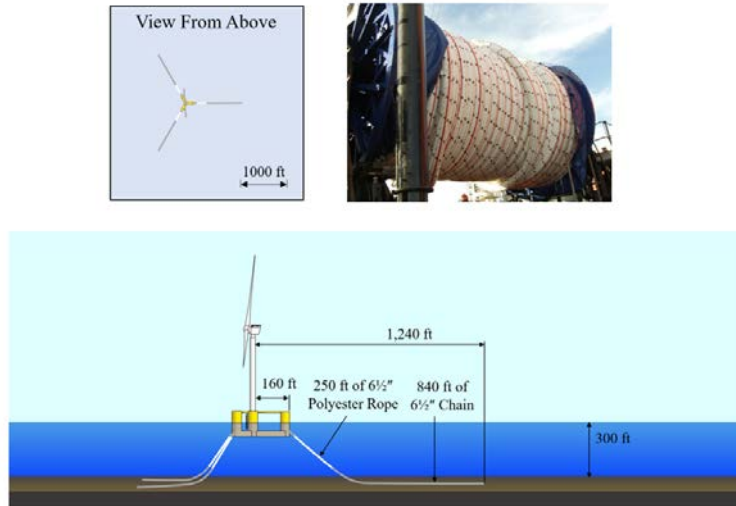 View From Above
1000 ft
1,240 ft
160 ft
250 ft of 6½″
Polyester Rope
840 ft of
6½″ Chain
300 ft